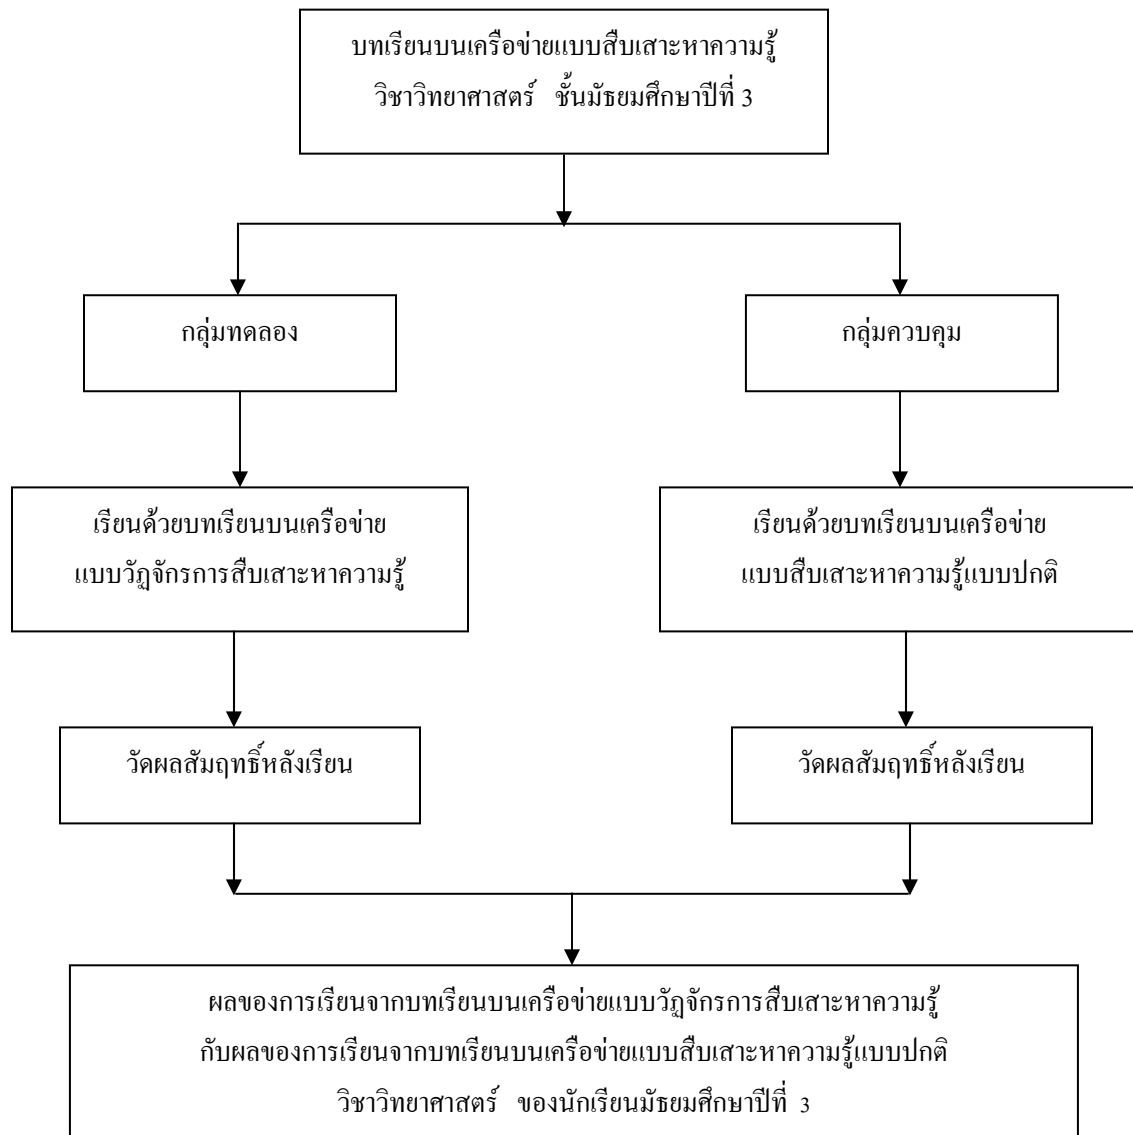 บทเรียนบนเครือข่ายแบบสืบเสาะหาความรู้
วิชาวิทยาศาสตร์ ชั้นมัธยมศึกษาปีที่ 3
กลุ่มทดลอง
กลุ่มควบคุม
เรียนด้วยบทเรียนบนเครือข่าย
แบบวัฏจักรการสืบเสาะหาความรู้
เรียนด้วยบทเรียนบนเครือข่าย
แบบสืบเสาะหาความรู้แบบปกติ
วัดผลสัมฤทธิ์หลังเรียน
วัดผลสัมฤทธิ์หลังเรียน
ผลของการเรียนจากบทเรียนบนเครือข่ายแบบวัฏจักรการสืบเสาะหาความรู้
กับผลของการเรียนจากบทเรียนบนเครือข่ายแบบสืบเสาะหาความรู้แบบปกติ
วิชาวิทยาศาสตร์ ของนักเรียนมัธยมศึกษาปีที่ 3